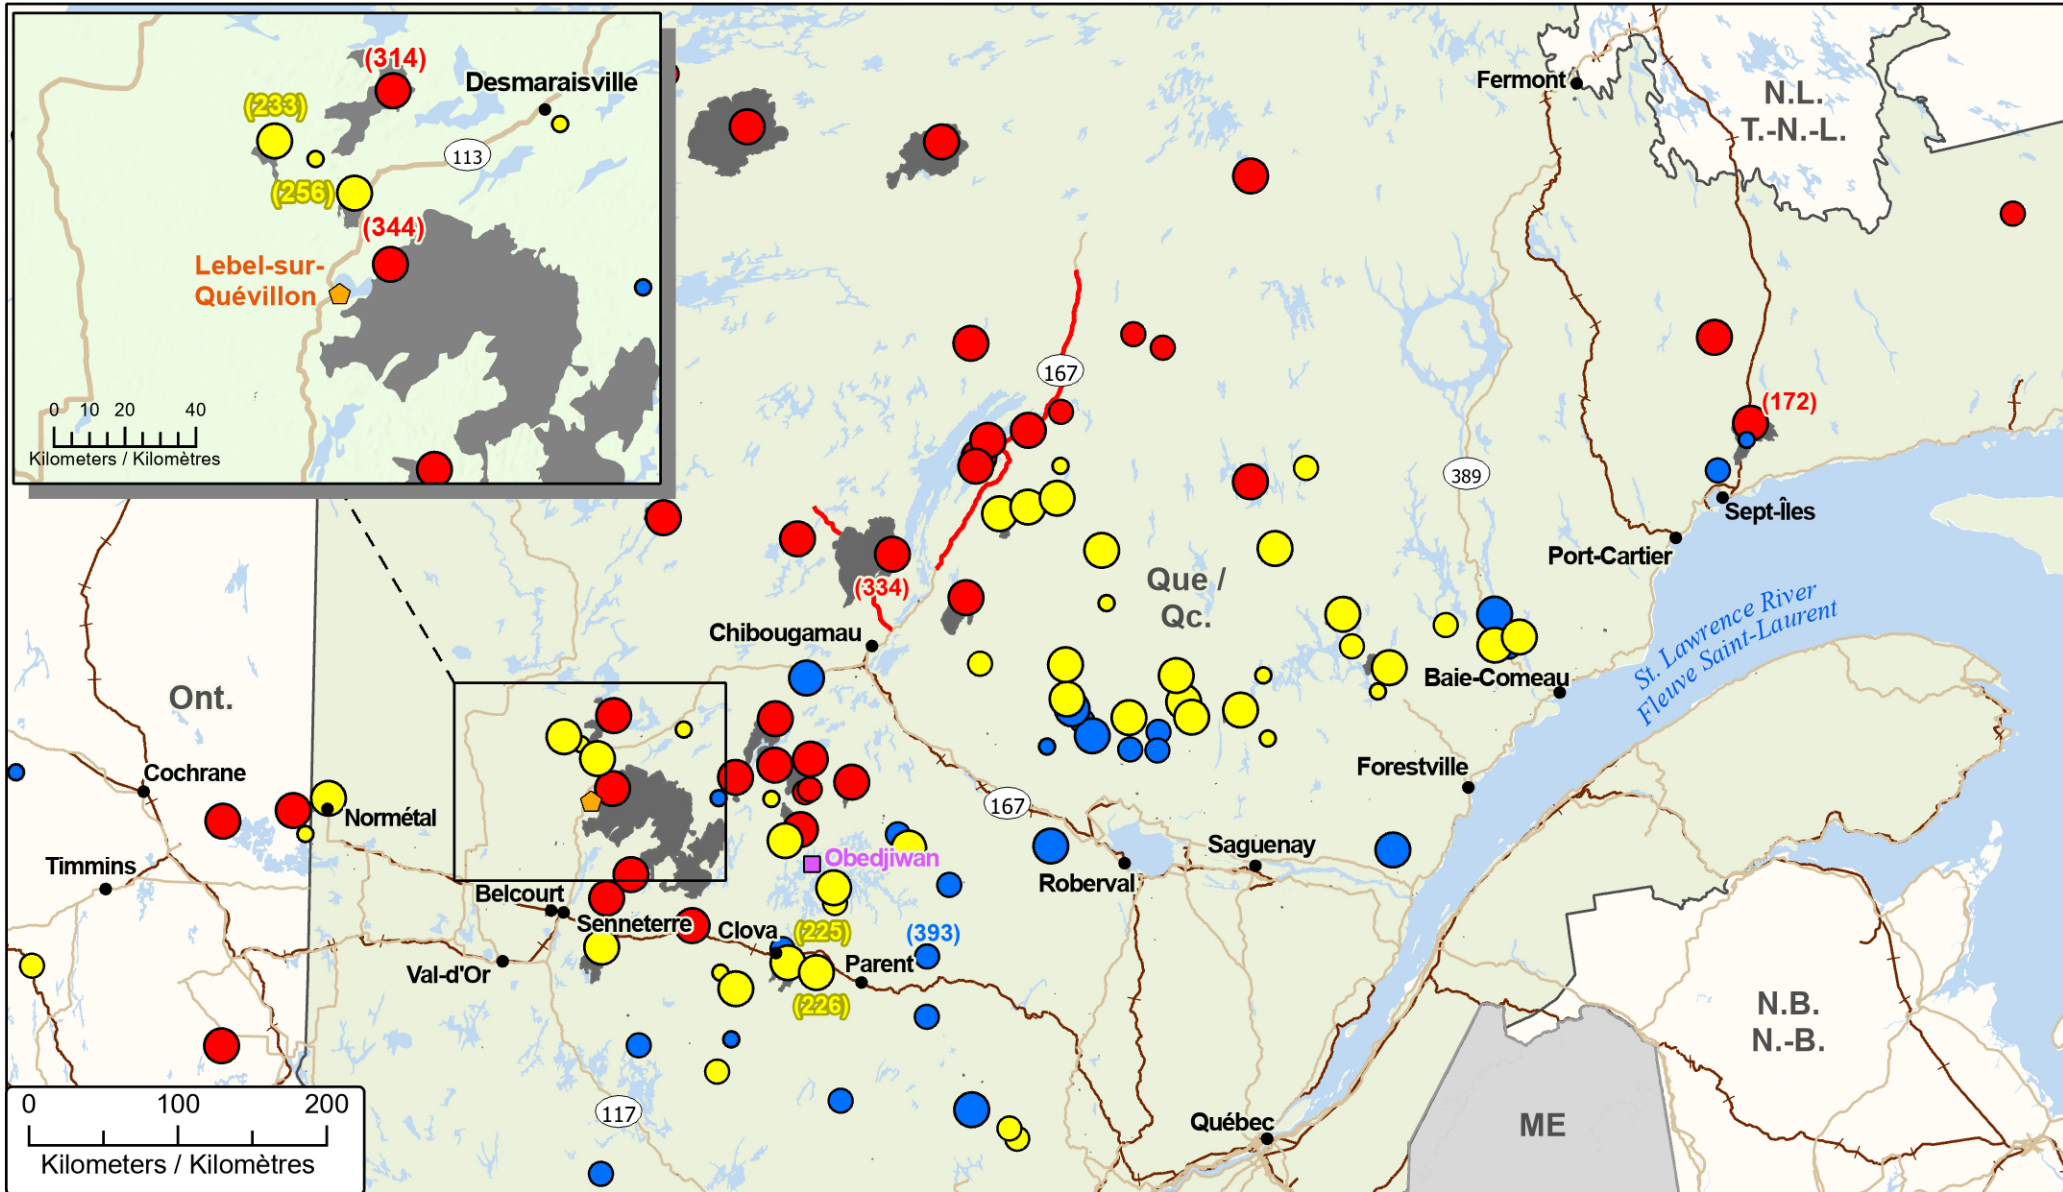 (314)
Desmaraisville
(233)
113
(256)
(344)
Lebel-sur-
Quévillon
0 10 20 40
Kilometers / Kilomètres
Fermont
N.L.
T.-N.-L.
167
(172)
389
Sept-Îles
Port-Cartier
(334)
Que /
Qc.
St. Lawrence River
Fleuve Saint-Laurent
Chibougamau
Baie-Comeau
Ont.
Cochrane
Normétal
Forestville
167
Timmins
Obedjiwan
Saguenay
Roberval
Belcourt
Senneterre
Clova
(225)
(393)
Val-d'Or
Parent
(226)
N.B.
N.-B.
0 100 200
Kilometers / Kilomètres
117
Québec
ME